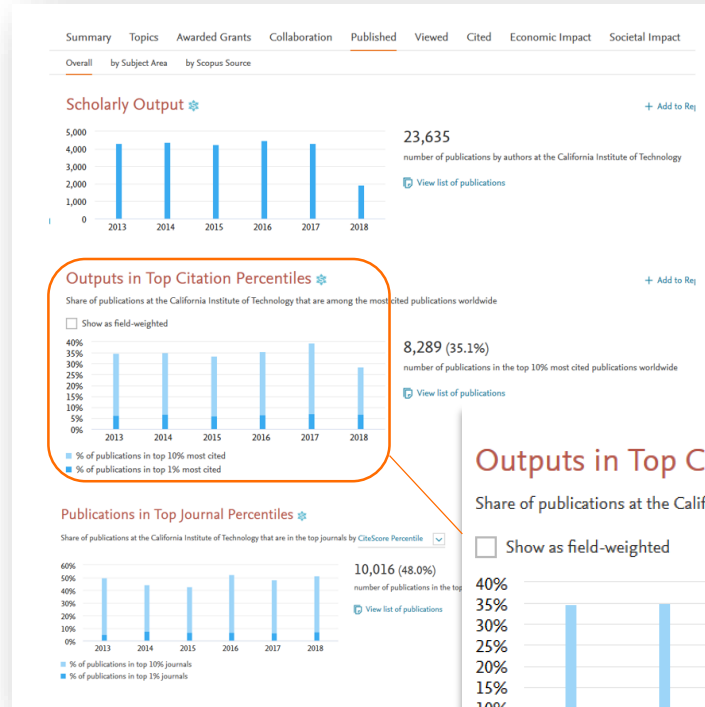 Summary Topics Awarded Grants Collaboration Published Viewed Cited Economic Impact Societal Impact
Overall by Subject Area by Scopus Source
Scholarly Output
+ Add to Re
5,000
4,000
3,000
2,000
1,000
0
2013 2014 2015 2016 2017 2018
23,635
number of publications by authors at the California Institute of Technology
View list of publications
Outputs in Top Citation Percentiles
+ Add to Re
Share of publications at the California Institute of Technology that are among the most cited publications worldwide
Show as field-weighted
40%
35%
30%
25%
20%
15%
10%
5%
0%
2013 2014 2015 2016 2017 2018
% of publications in top 10% most cited
% of publications in top 1% most cited
8,289 (35.1%)
number of publications in the top 10% most cited publications worldwide
View list of publications
Publications in Top Journal Percentiles
Share of publications at the California Institute of Technology that are in the top journals by CiteScore Percentile
60%
50%
40%
30%
20%
10%
0%
2013 2014 2015 2016 2017 2018
% of publications in top 10% journals
% of publications in top 1% journals
10,016 (48.0%)
number of publications in the top
View list of publications
Outputs in Top C
Share of publications at the Calif
Show as field-weighted
40%
35%
30%
25%
20%
15%
10%